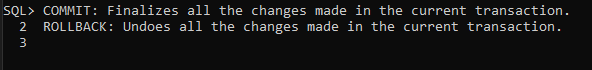 SQL> COMMIT: Finalizes all the changes made in the current transaction.
2 ROLLBACK: Undoes all the changes made in the current transaction.
3